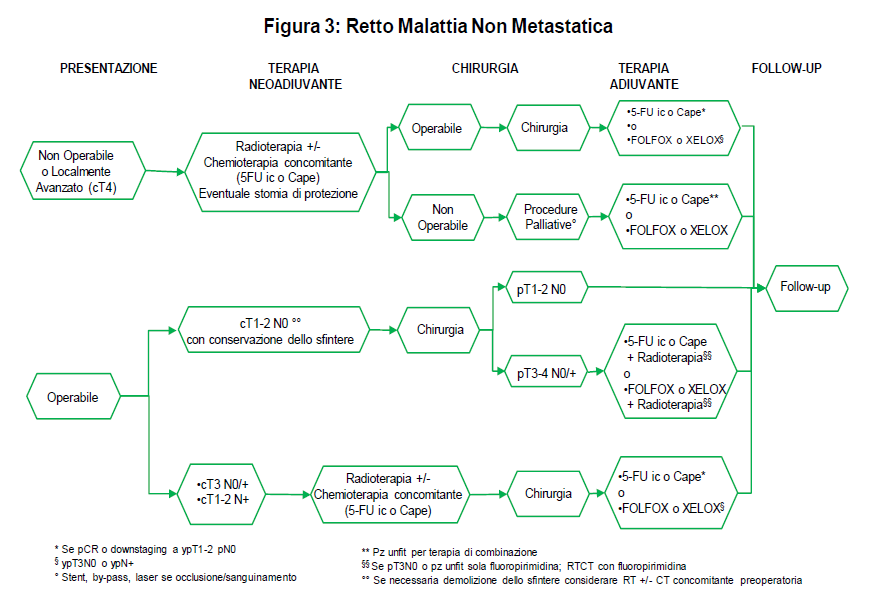 Figura 3: Retto Malattia Non Metastatica
PRESENTAZIONE
TERAPIA
NEOADIUVANTE
CHIRURGIA
TERAPIA
ADIUVANTE
FOLLOW-UP
Non Operabile
o Localmente
Avanzato (cT4)
Radioterapia +/-
Chemioterapia concomitante
(5FU ic o Cape)
Eventuale stomia di protezione
Operabile
Chirurgia
•5-FU ic o Cape*
•o
•FOLFOX o XELOX§
Non
Operabile
Procedure
Palliative°
•5-FU ic o Cape**
o
•FOLFOX o XELOX
Follow-up
Operabile
cT1-2 N0 °°
con conservazione dello sfintere
Chirurgia
pT1-2 N0
pT3-4 N0/+
•5-FU ic o Cape
+ Radioterapia§§
o
•FOLFOX o XELOX
+ Radioterapia§§
•cT3 N0/+
•cT1-2 N+
Radioterapia +/-
Chemioterapia concomitante
(5-FU ic o Cape)
Chirurgia
•5-FU ic o Cape*
o
•FOLFOX o XELOX§
* Se pCR o downstaging a ypT1-2 pN0
§ ypT3N0 o ypN+
° Stent, by-pass, laser se occlusione/sanguinamento
** Pz unfit per terapia di combinazione
§§ Se pT3N0 o pz unfit sola fluoropirimidina; RTCT con fluoropirimidina
°° Se necessaria demolizione dello sfintere considerare RT +/- CT concomitante preoperatoria